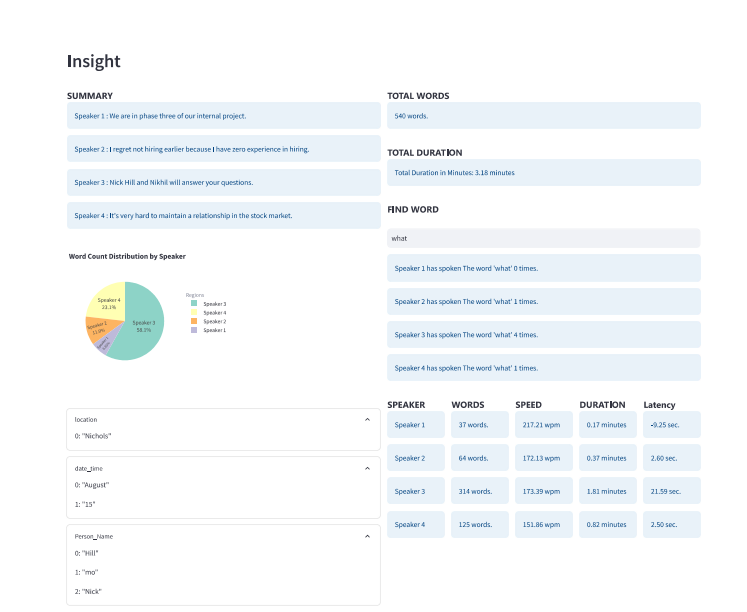 Insight
SUMMARY
Speaker 1 : We are in phase three of our internal project.
Speaker 2 : I regret not hiring earlier because I have zero experience in hiring.
Speaker 3 : Nick Hill and Nikhil will answer your questions.
Speaker 4 : It's very hard to maintain a relationship in the stock market.
Word Count Distribution by Speaker
Speaker 4
23.1%
Speaker 3
58.1%
Speaker 2
11.9%
Regions
Speaker 3
Speaker 4
Speaker 2
Speaker 1
location
0: "Nichols"
date_time
0: "August"
1: "15"
Person_Name
0: "Hill"
1: "mo"
2: "Nick"
TOTAL WORDS
540 words.
TOTAL DURATION
Total Duration in Minutes: 3.18 minutes
FIND WORD
what
Speaker 1 has spoken The word 'what' 0 times.
Speaker 2 has spoken The word 'what' 1 times.
Speaker 3 has spoken The word 'what' 4 times.
Speaker 4 has spoken The word 'what' 1 times.
SPEAKER WORDS SPEED DURATION Latency
Speaker 1 37 words. 217.21 wpm 0.17 minutes -9.25 sec.
Speaker 2 64 words. 172.13 wpm 0.37 minutes 2.60 sec.
Speaker 3 314 words. 173.39 wpm 1.81 minutes 21.59 sec.
Speaker 4 125 words. 151.86 wpm 0.82 minutes 2.50 sec.